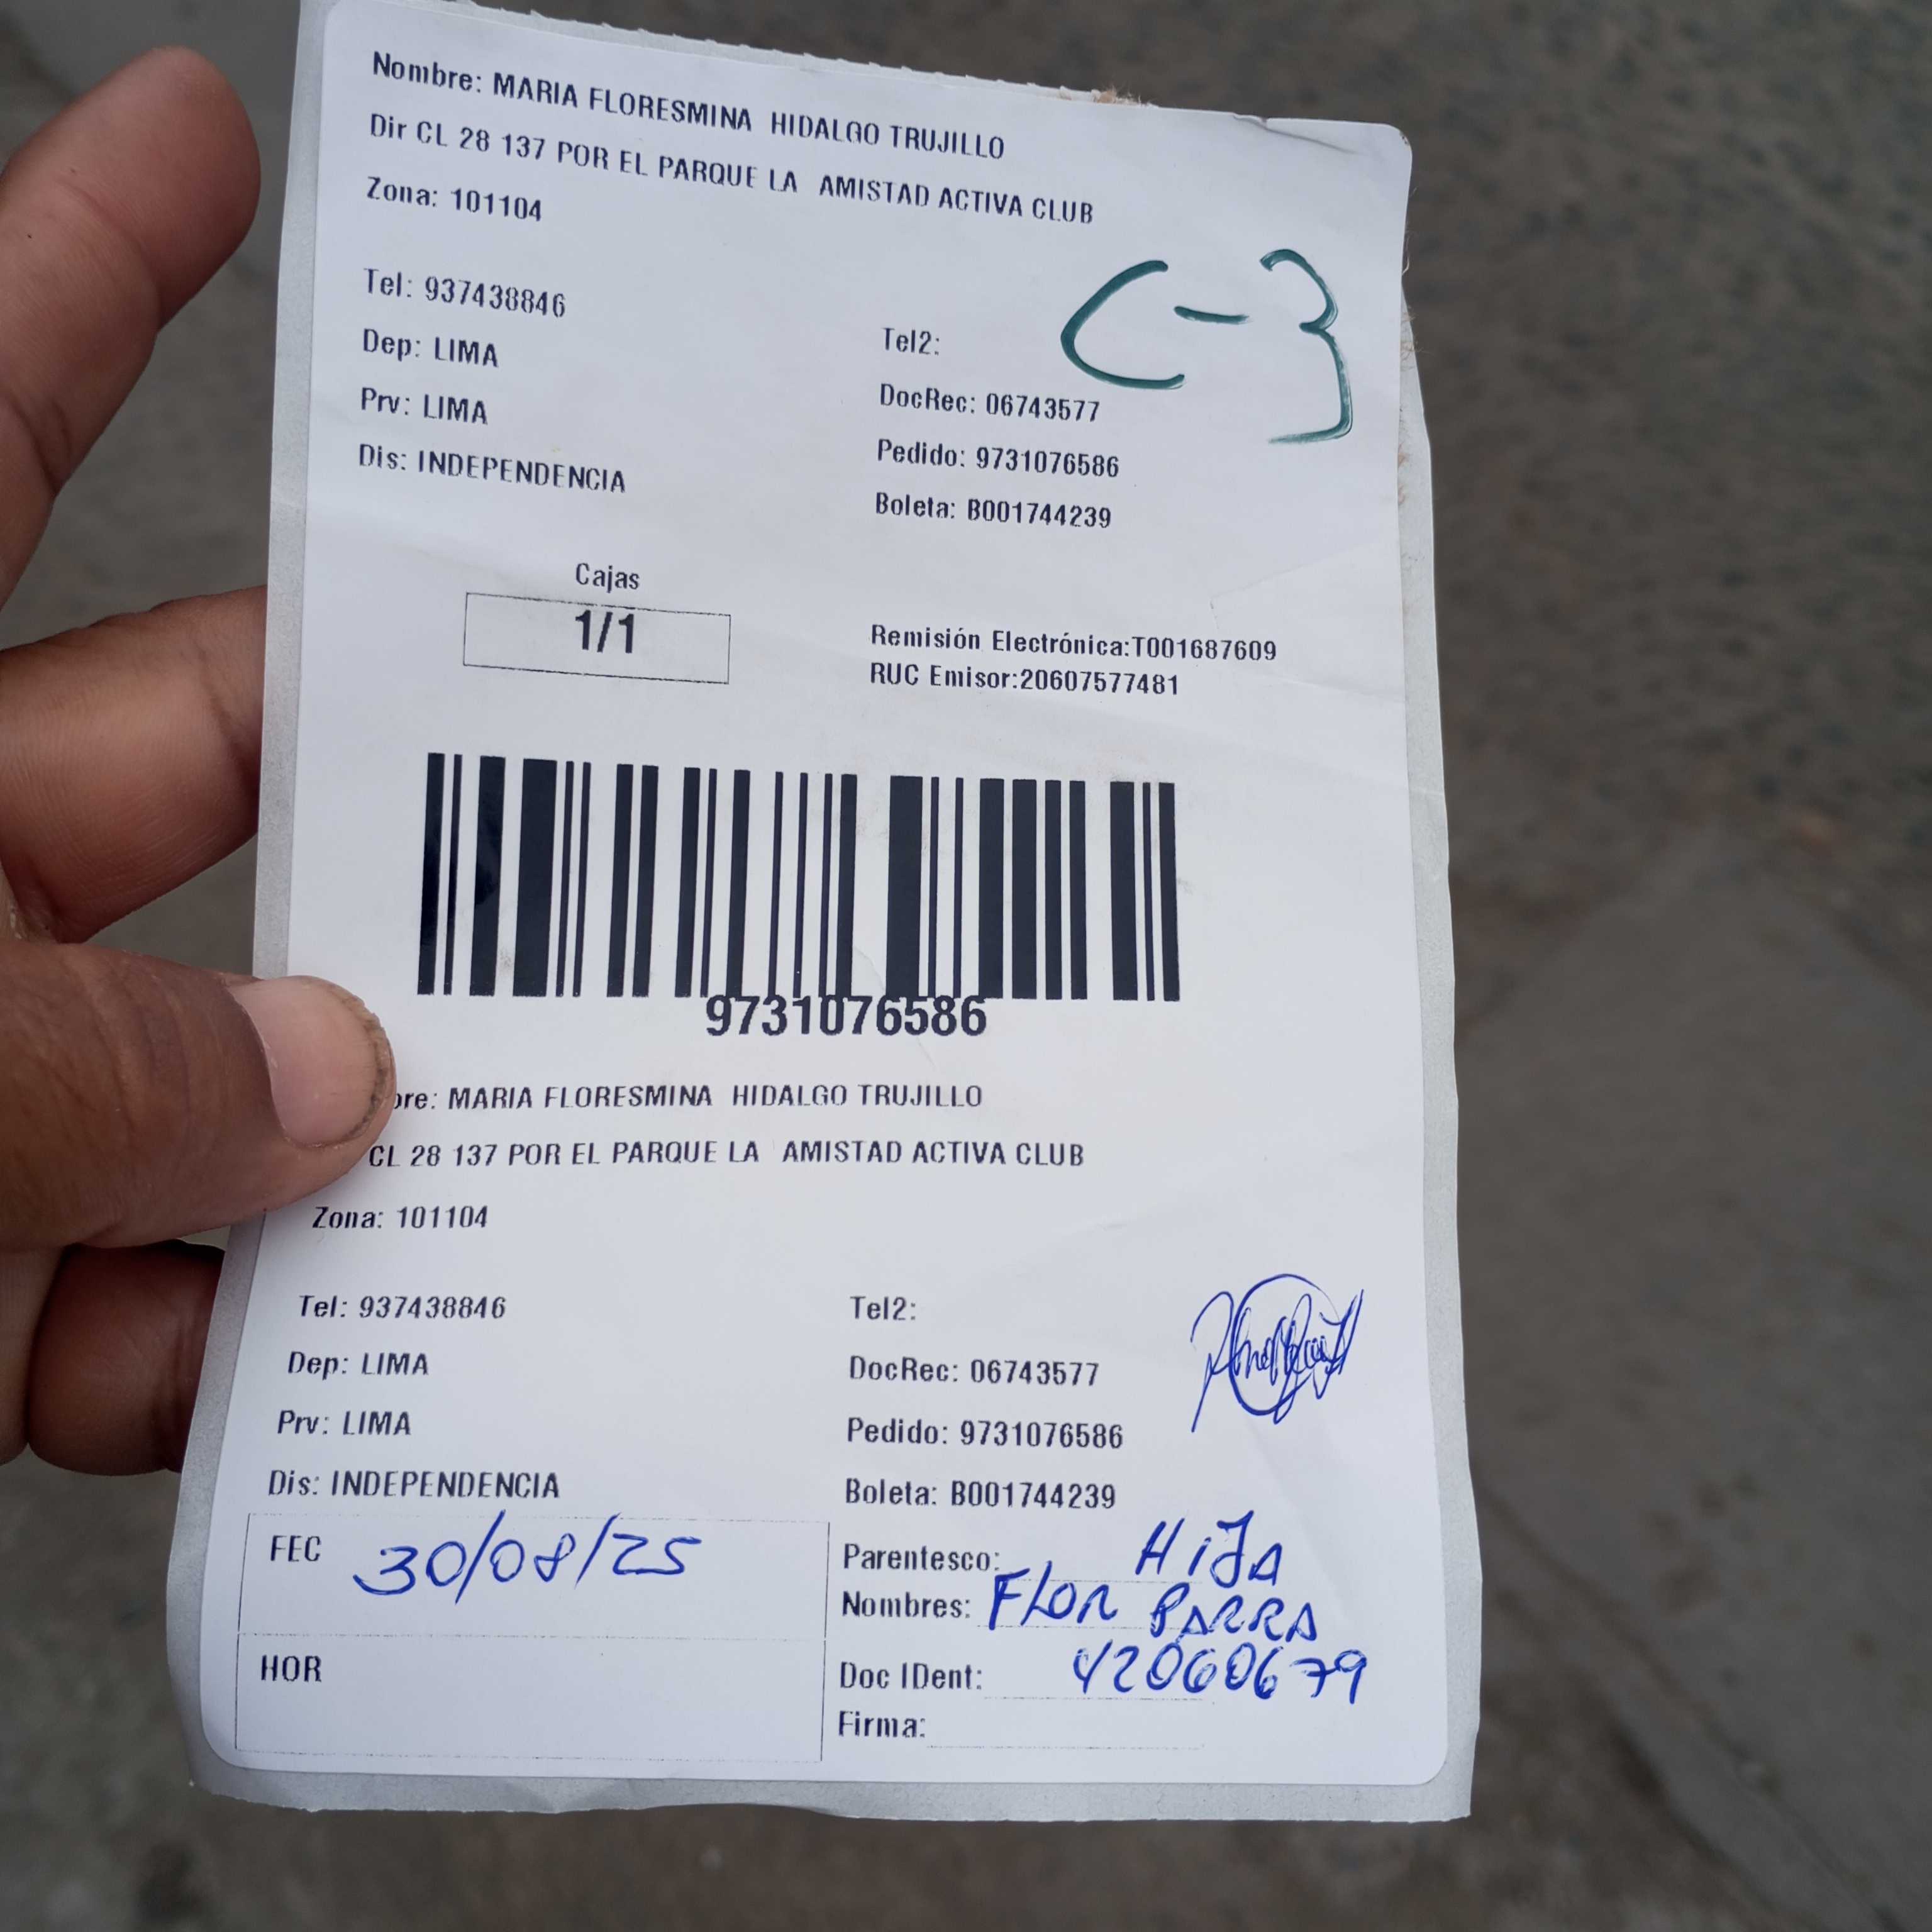 Nombre: MARIA FLORESMINA HIDALGO TRUJILLO
Dir CL 28 137 POR EL PARQUE LA AMISTAD ACTIVA CLUB
Zona: 101104
C-3
Tel: 937438846
Tel2:
Dep: LIMA
DocRec: 06743577
Prv: LIMA
Pedido: 9731076586
Dis: INDEPENDENCIA
Boleta: B001744239
Cajas
1/1
Remisión Electrónica:T001687609
RUC Emisor:20607577481
9731076586
bre: MARIA FLORESMINA HIDALGO TRUJILLO
CL 28 137 POR EL PARQUE LA AMISTAD ACTIVA CLUB
Zona: 101104
Tel: 937438846
Tel2:
Dep: LIMA
DocRec: 06743577
Prv: LIMA
Pedido: 9731076586
Dis: INDEPENDENCIA
Boleta: B001744239
FEC 30/08/25
Parentesco: HiJA
Nombres: FLOR PARRA
HOR
Doc IDent: 42060679
Firma: